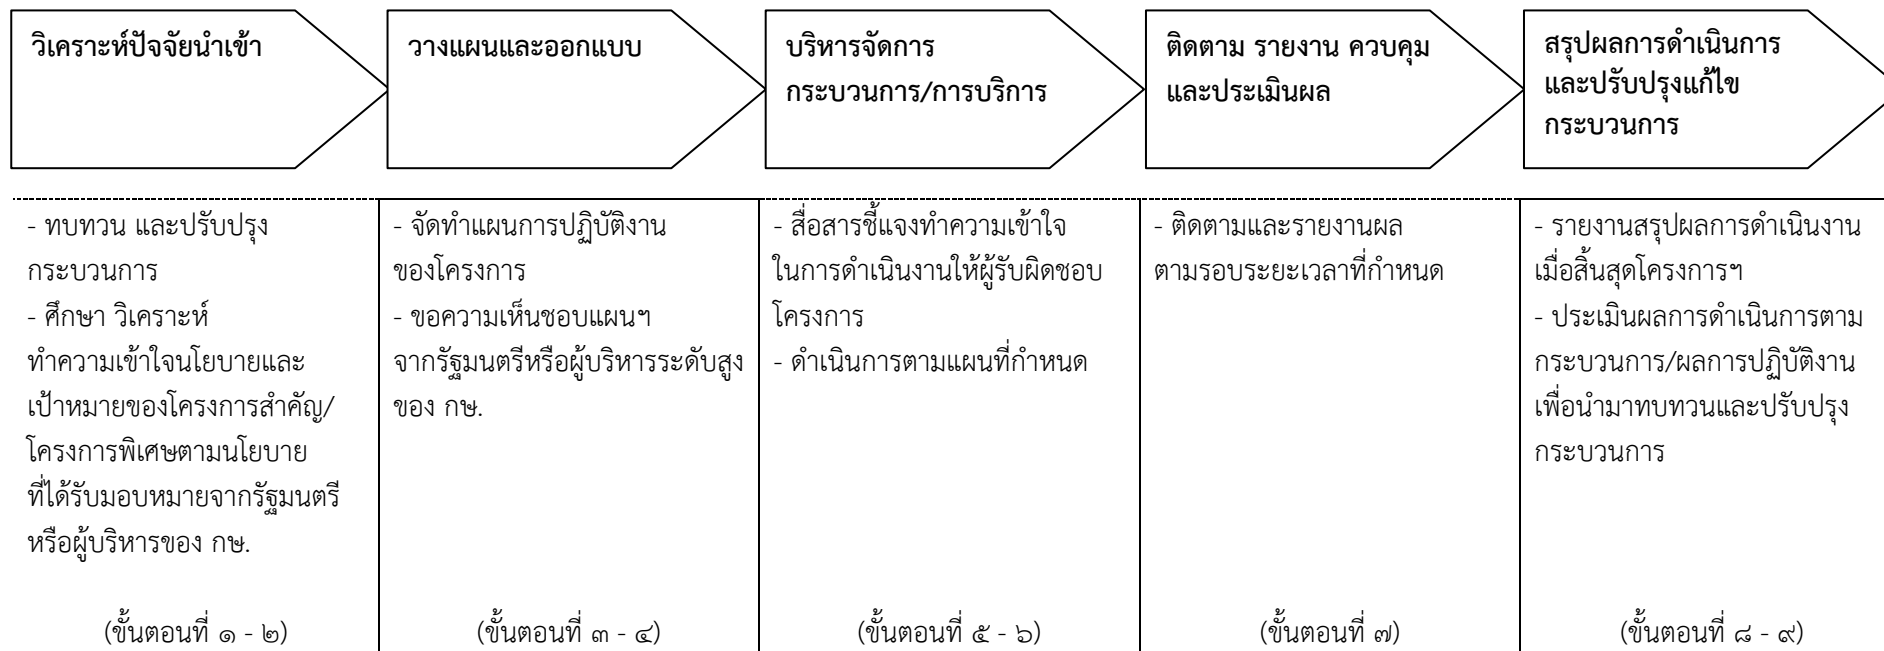 วิเคราะห์ปัจจัยนำเข้า
วางแผนและออกแบบ
บริหารจัดการ
กระบวนการ/การบริการ
ติดตาม รายงาน ควบคุม
และประเมินผล
สรุปผลการดำเนินการ
และปรับปรุงแก้ไข
กระบวนการ
- ทบทวน และปรับปรุง
กระบวนการ
- ศึกษา วิเคราะห์
ทำความเข้าใจนโยบายและ
เป้าหมายของโครงการสำคัญ/
โครงการพิเศษตามนโยบาย
ที่ได้รับมอบหมายจากรัฐมนตรี
หรือผู้บริหารของ กษ.
(ขั้นตอนที่ ๑ - ๒)
- จัดทำแผนการปฏิบัติงาน
ของโครงการ
- ขอความเห็นชอบแผนฯ
จากรัฐมนตรีหรือผู้บริหารระดับสูง
ของ กษ.
(ขั้นตอนที่ ๓ - ๔)
- สื่อสารชี้แจงทำความเข้าใจ
ในการดำเนินงานให้ผู้รับผิดชอบ
โครงการ
- ดำเนินการตามแผนที่กำหนด
(ขั้นตอนที่ ๕ - ๖)
- ติดตามและรายงานผล
ตามรอบระยะเวลาที่กำหนด
(ขั้นตอนที่ ๗)
- รายงานสรุปผลการดำเนินงาน
เมื่อสิ้นสุดโครงการฯ
- ประเมินผลการดำเนินการตาม
กระบวนการ/ผลการปฏิบัติงาน
เพื่อนำมาทบทวนและปรับปรุง
กระบวนการ
(ขั้นตอนที่ ๘ - ๙)